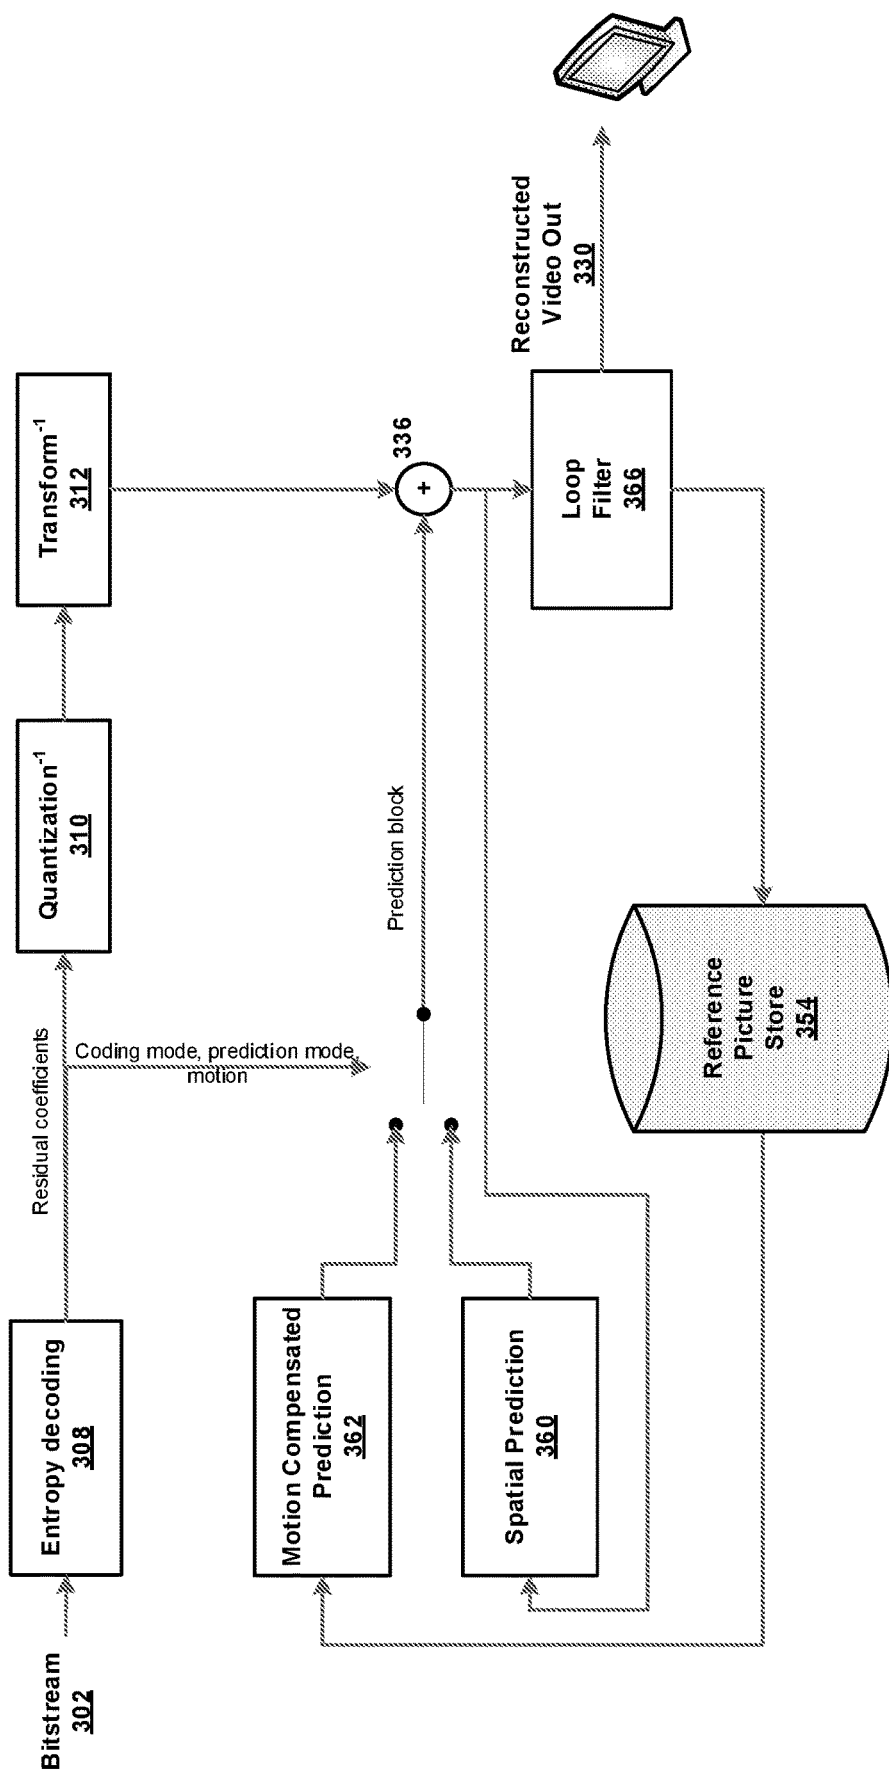 Bitstream
302
Entropy decoding
308
Residual coefficients
Quantization-1
310
Transform-1
312
Coding mode, prediction mode,
motion
Motion Compensated
Prediction
362
Spatial Prediction
360
Prediction block
+
336
Loop
Filter
366
Reconstructed
Video Out
330
Reference
Picture
Store
354